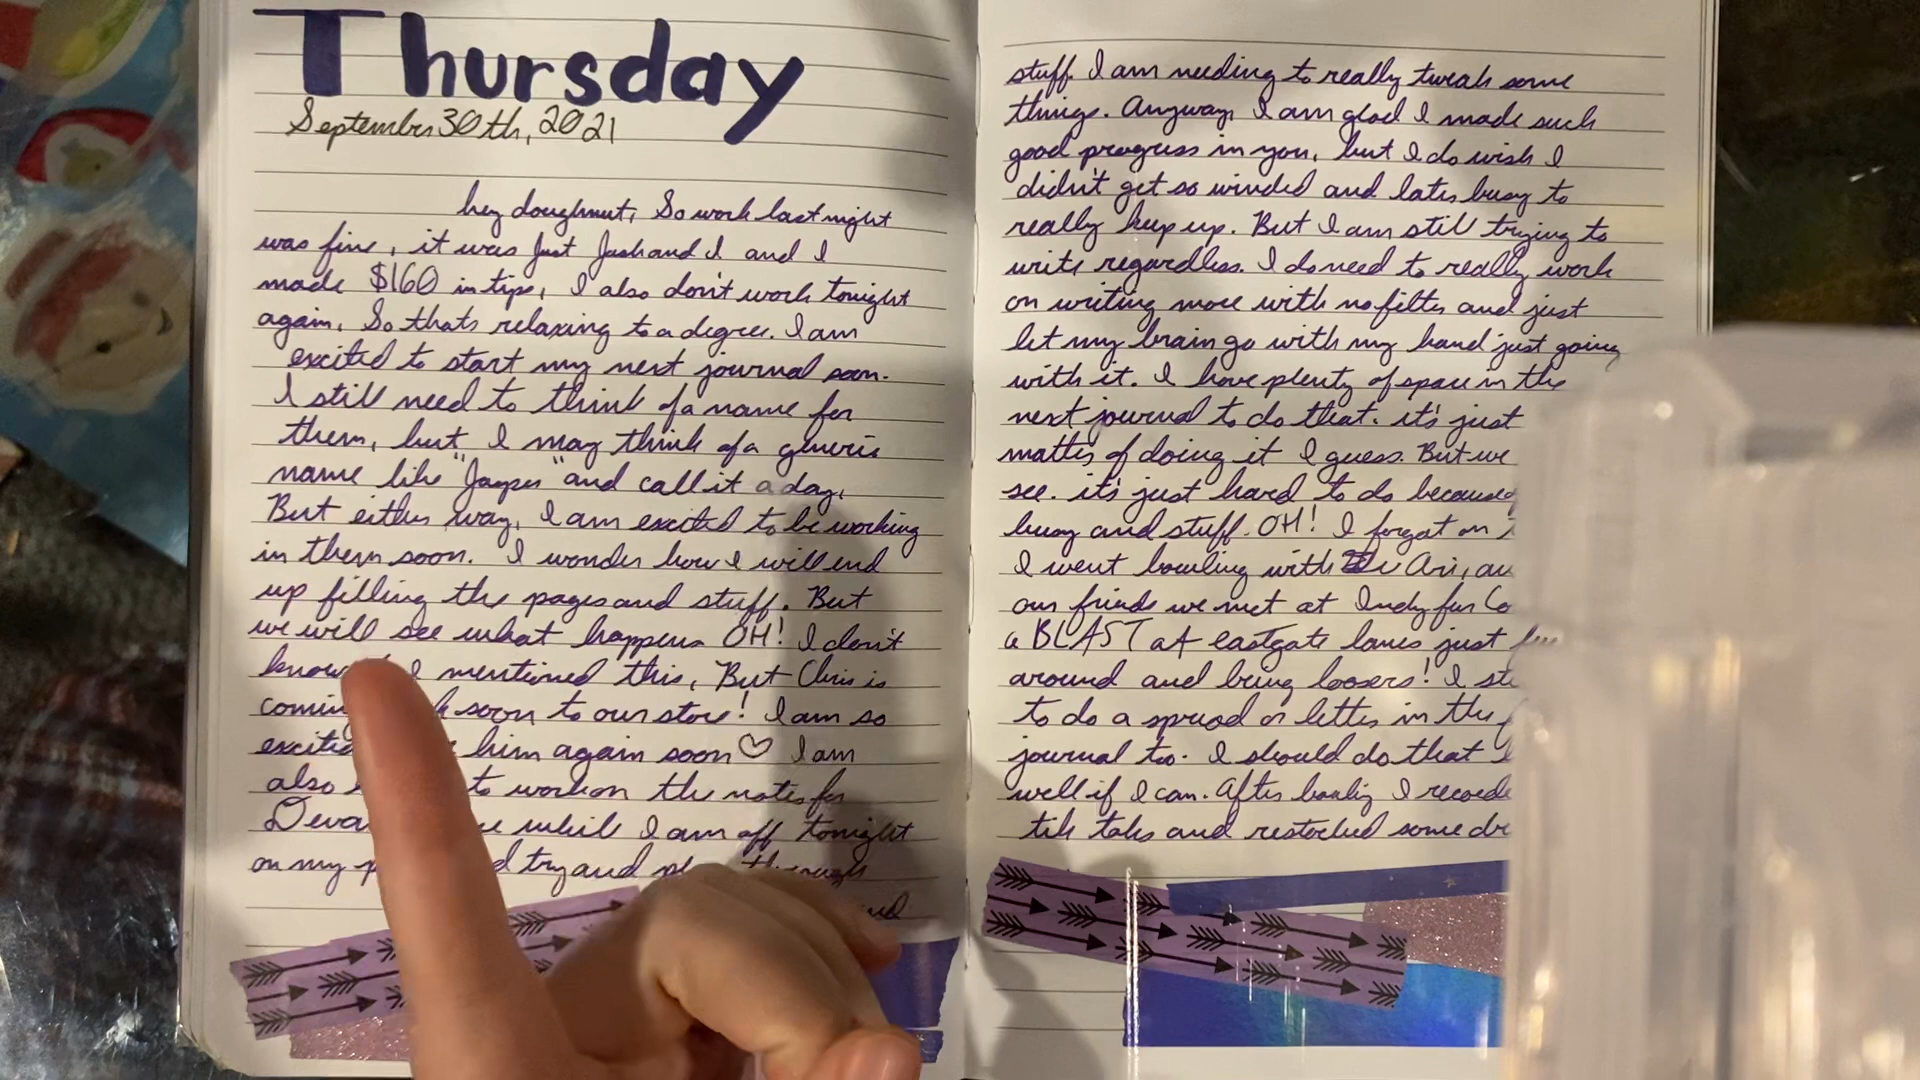 Thursday
September 30th, 2021
hey doughnut, So work last night
was fine, it was Just Josh and I and I
made $160 in tips, I also don't work tonight
again, So thats relaxing to a degree. I am
excited to start my next journal soon.
I still need to think of a name for
them, but I may think of a generic
name like "Jasper" and call it a day.
But either way, I am excited to be working
in them soon. I wonder how I will end
up filling the pages and stuff. But
we will see what happens OH! I don't
know I mentioned this, But Chris is
soon to our store! I am so
him again soon ♡ I am
also to work on the notes for
while I am off tonight
on my try and through
stuff. I am needing to really tweak some
things. Anyway, I am glad I made such
good progress in you, but I do wish I
didn't get so winded and lates busy to
really keep up. But I am still trying to
write regardless. I do need to really work
on writing more with no filter and just
let my brain go with my hand just going
with it. I have plenty of space in the
next journal to do that. it's just
matter of doing it I guess. But we
see. it's just hard to do because
busy and stuff. OH! I forgot on
I went bowling with Ari,
our friends we met at Indy fun Co
a BLAST at eastgate lanes just
around and being loosers! I
to do a spread or letter in the
journal too. I should do that
well if I can. After bowling I
tik toks and restocked some